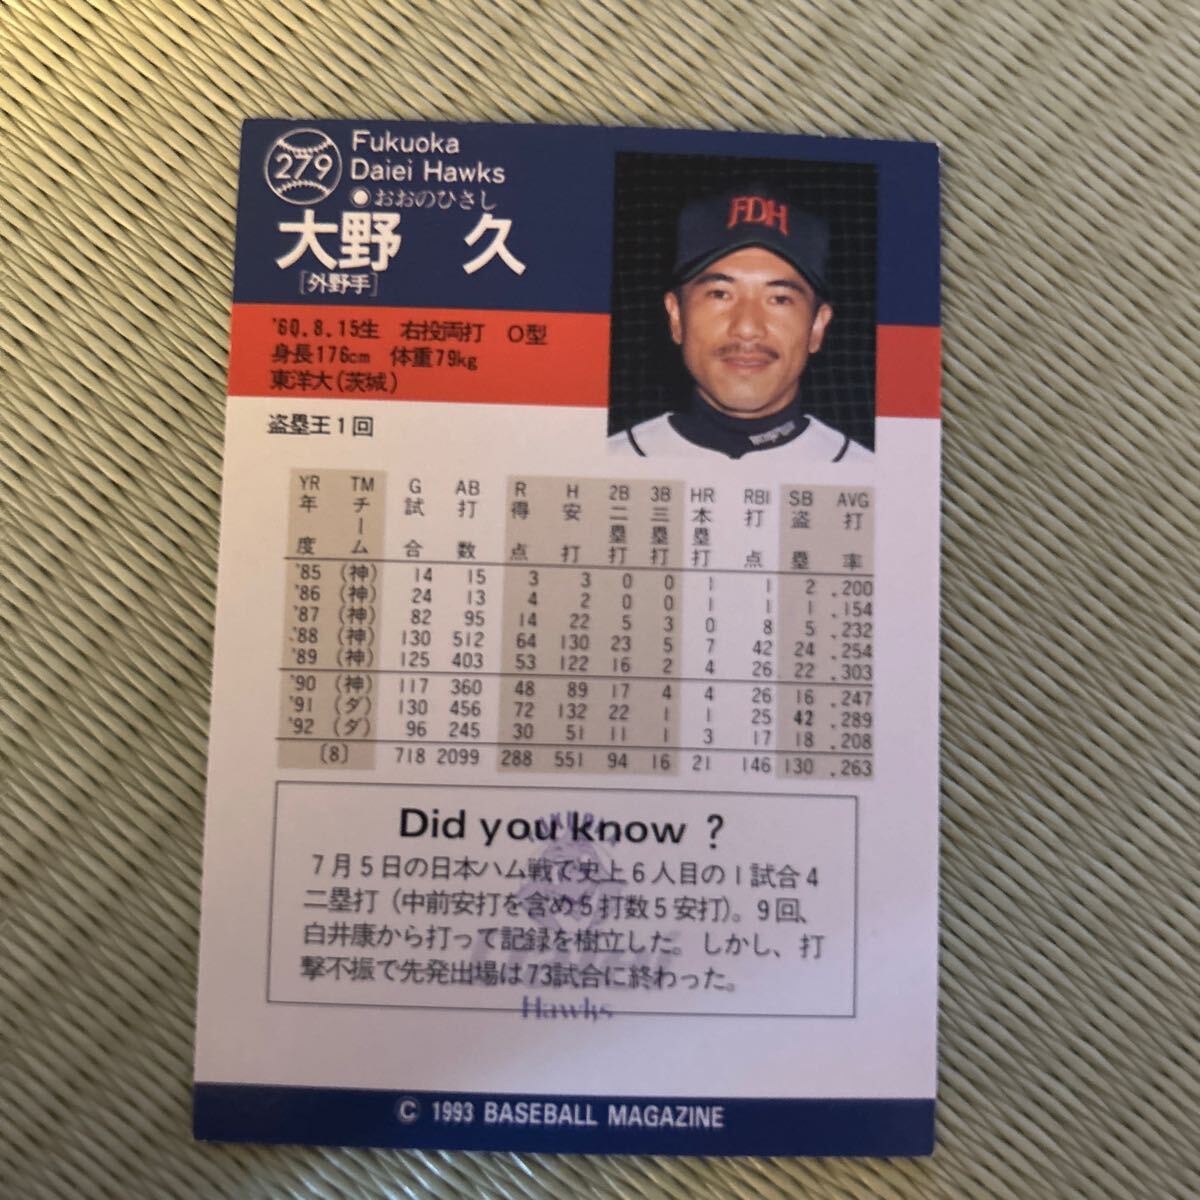 279
Fukuoka
Daiei Hawks
●おおのひさし
大野 久
[外野手]
FDH
'60.8.15生 右投両打 O型
身長176cm 体重79kg
東洋大(茨城)
盗塁王1回
YR TM G AB R H 2B 3B HR RBI SB AVG
年度 チーム 試合 打数 得点 安打 二塁打 三塁打 本塁打 打点 盗塁 打率
'85 (神) 14 15 3 3 0 0 1 1 2 .200
'86 (神) 24 13 4 2 0 0 1 1 1 .154
'87 (神) 82 95 14 22 5 3 0 8 5 .232
'88 (神) 130 512 64 130 23 5 7 42 24 .254
'89 (神) 125 403 53 122 16 2 4 26 22 .303
'90 (神) 117 360 48 89 17 4 4 26 16 .247
'91 (ダ) 130 456 72 132 22 1 1 25 42 .289
'92 (ダ) 96 245 30 51 11 1 3 17 18 .208
[8] 718 2099 288 551 94 16 21 146 130 .263
Did you know ?
7月5日の日本ハム戦で史上6人目の1試合4
二塁打(中前安打を含め5打数5安打)。9回、
白井康から打って記録を樹立した。しかし、打
撃不振で先発出場は73試合に終わった。
Hawks
© 1993 BASEBALL MAGAZINE